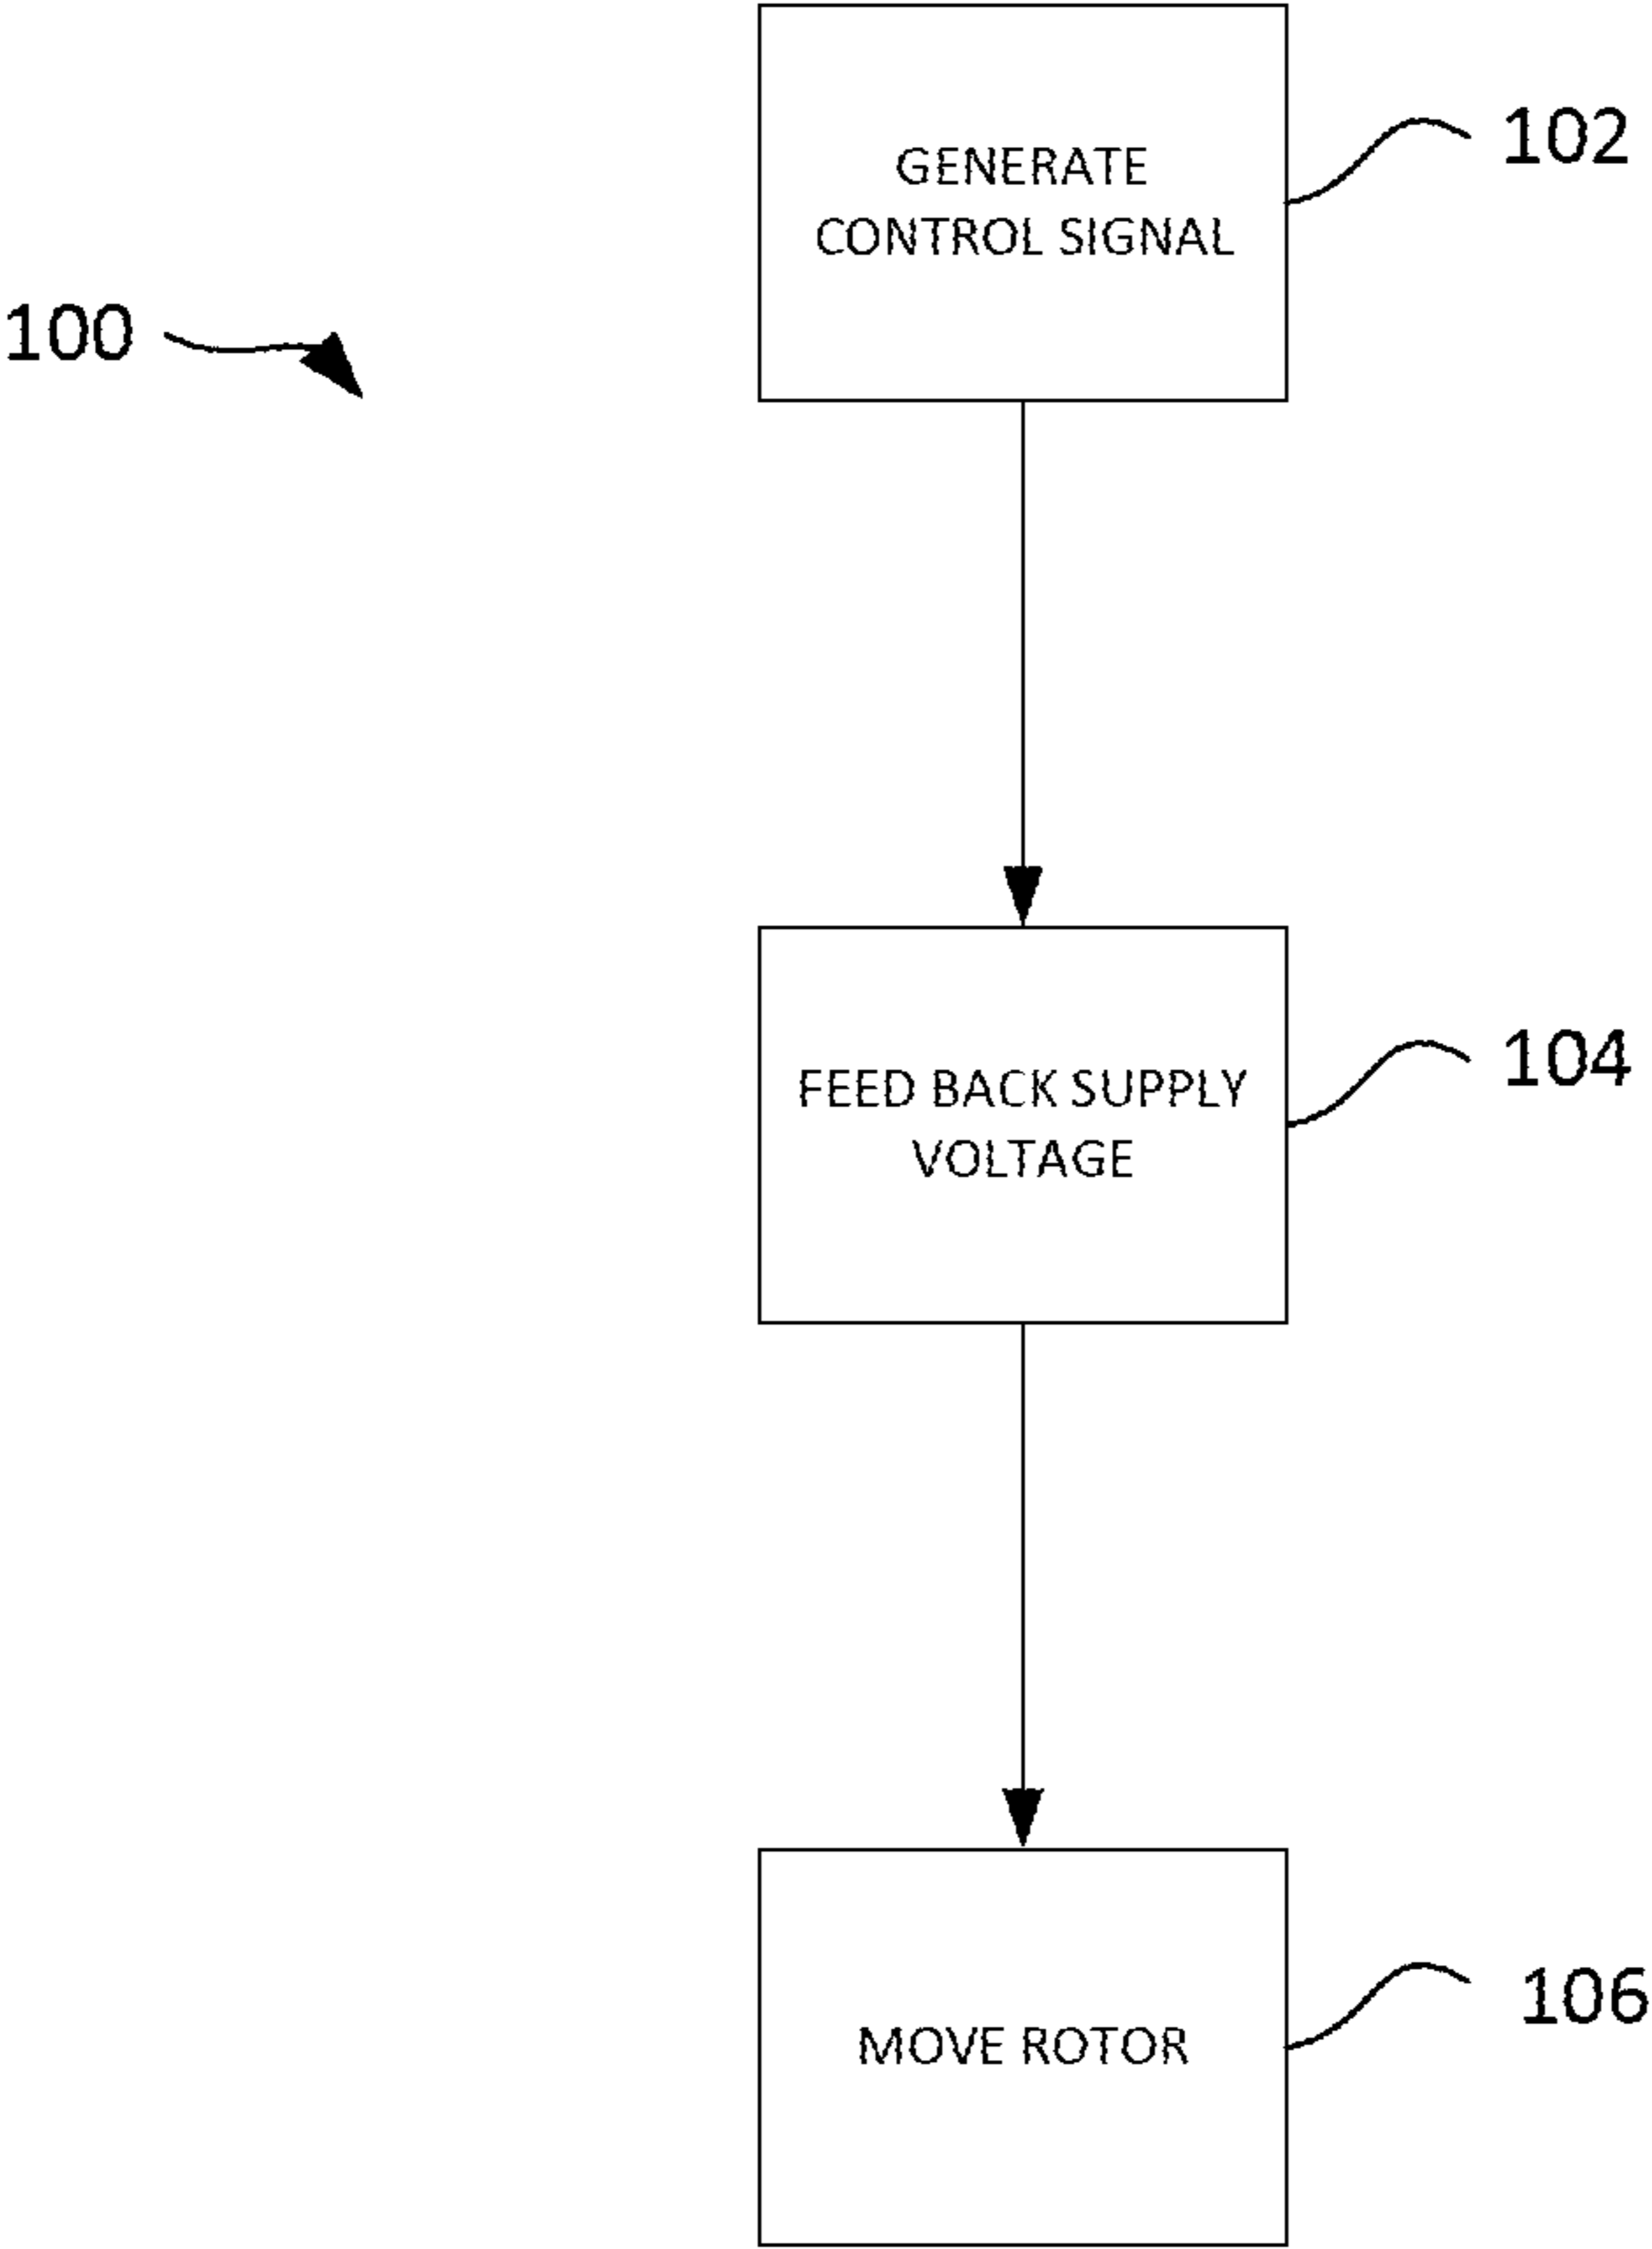 102
GENERATE
CONTROL SIGNAL
100
104
FEED BACK SUPPLY
VOLTAGE
106
MOVE ROTOR